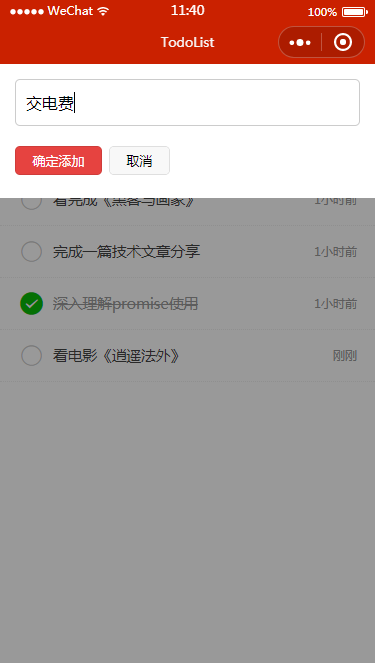 WeChat 11:40 100%
TodoList
交电费
确定添加 取消
看完成《黑客与画家》 1小时前
完成一篇技术文章分享 1小时前
深入理解promise使用 1小时前
看电影《逍遥法外》 刚刚